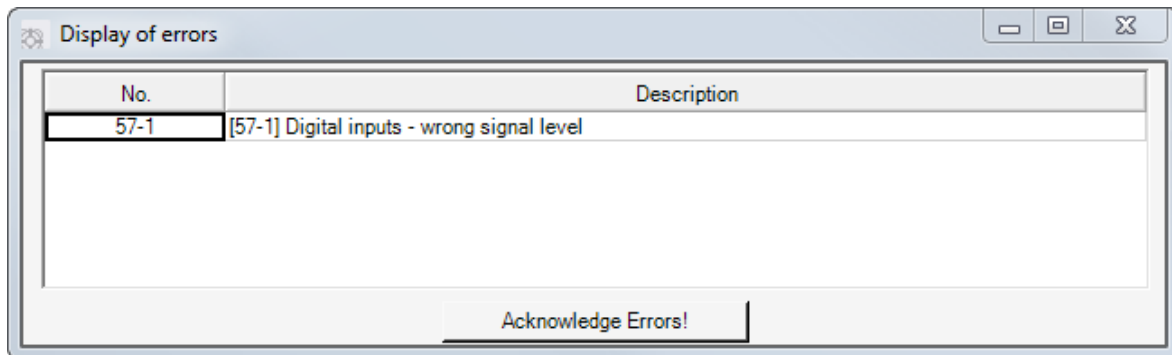 Display of errors
No. Description
57-1 [57-1] Digital inputs - wrong signal level
Acknowledge Errors!